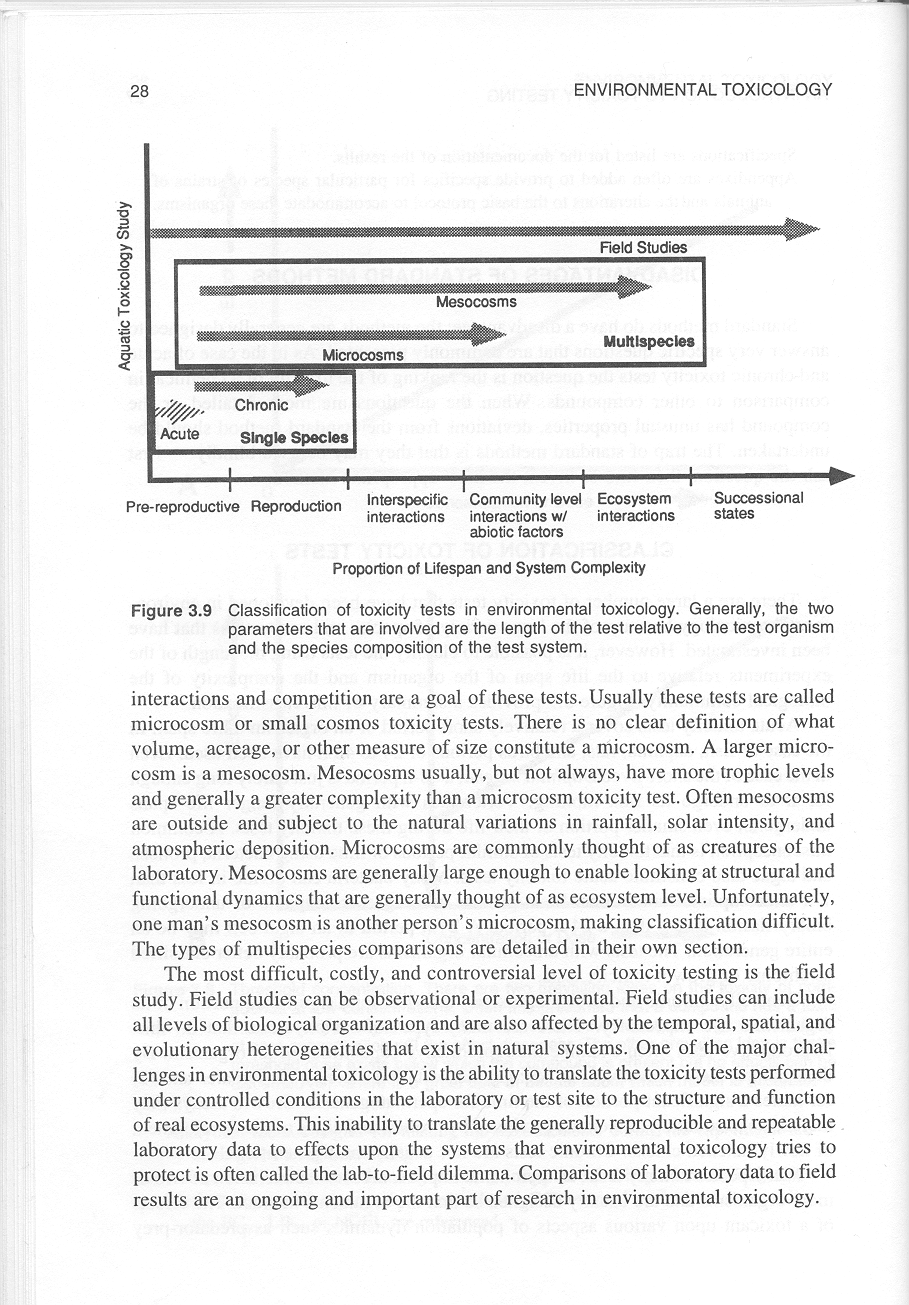 28
ENVIRONMENTAL TOXICOLOGY
Aquatic Toxicology Study
Field Studies
Mesocosms
Multispecies
Microcosms
Chronic
Acute
Single Species
Pre-reproductive
Reproduction
Interspecific
interactions
Community level
interactions w/
abiotic factors
Ecosystem
interactions
Successional
states
Proportion of Lifespan and System Complexity
Figure 3.9 Classification of toxicity tests in environmental toxicology. Generally, the two
parameters that are involved are the length of the test relative to the test organism
and the species composition of the test system.
interactions and competition are a goal of these tests. Usually these tests are called
microcosm or small cosmos toxicity tests. There is no clear definition of what
volume, acreage, or other measure of size constitute a microcosm. A larger micro-
cosm is a mesocosm. Mesocosms usually, but not always, have more trophic levels
and generally a greater complexity than a microcosm toxicity test. Often mesocosms
are outside and subject to the natural variations in rainfall, solar intensity, and
atmospheric deposition. Microcosms are commonly thought of as creatures of the
laboratory. Mesocosms are generally large enough to enable looking at structural and
functional dynamics that are generally thought of as ecosystem level. Unfortunately,
one man's mesocosm is another person's microcosm, making classification difficult.
The types of multispecies comparisons are detailed in their own section.
The most difficult, costly, and controversial level of toxicity testing is the field
study. Field studies can be observational or experimental. Field studies can include
all levels of biological organization and are also affected by the temporal, spatial, and
evolutionary heterogeneities that exist in natural systems. One of the major chal-
lenges in environmental toxicology is the ability to translate the toxicity tests performed
under controlled conditions in the laboratory or test site to the structure and function
of real ecosystems. This inability to translate the generally reproducible and repeatable
laboratory data to effects upon the systems that environmental toxicology tries to
protect is often called the lab-to-field dilemma. Comparisons of laboratory data to field
results are an ongoing and important part of research in environmental toxicology.